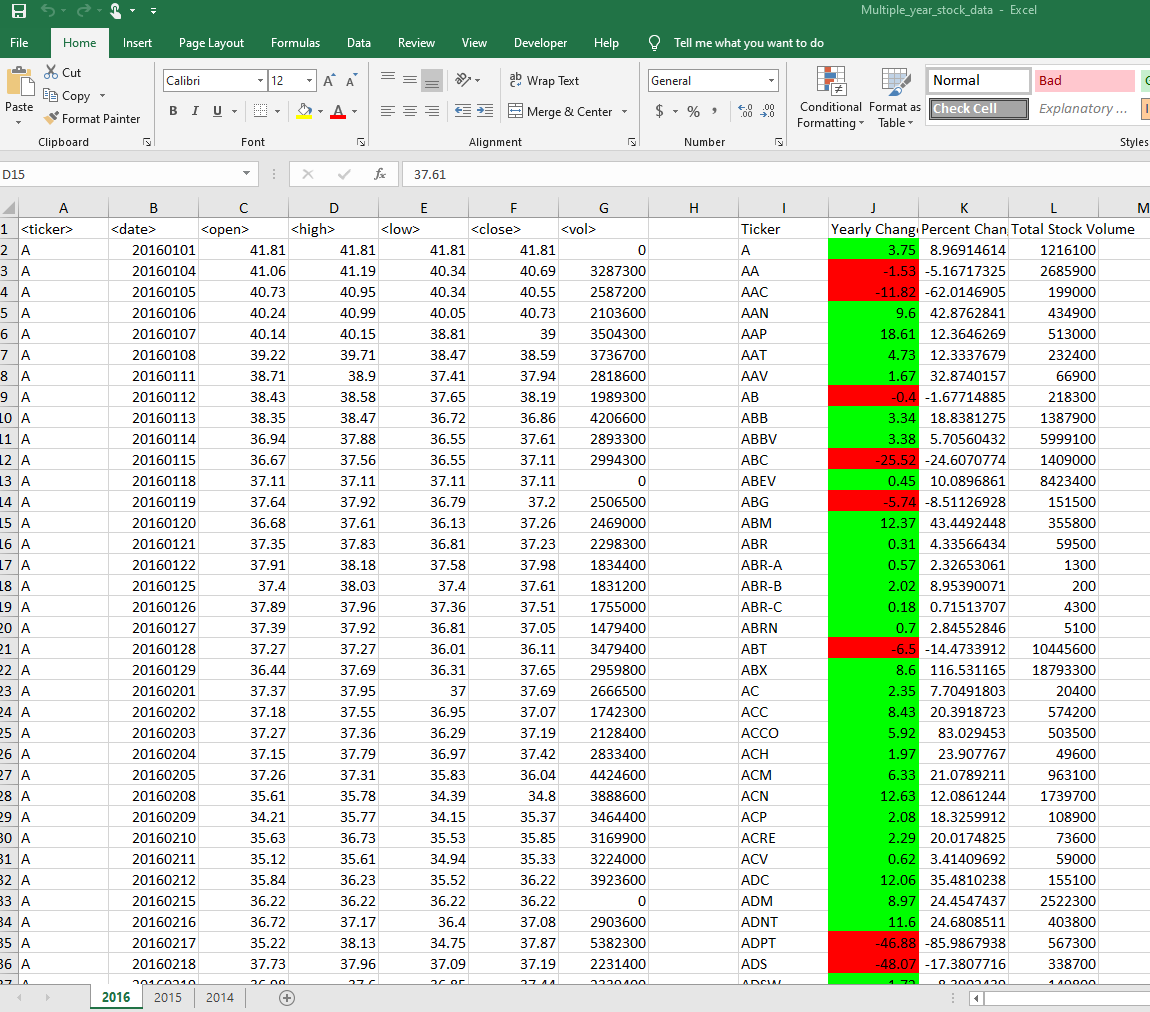 Multiple_year_stock_data - Excel
File Home Insert Page Layout Formulas Data Review View Developer Help Tell me what you want to do
Paste
Cut
Copy
Format Painter
Clipboard
Calibri 12
B I U A
Font
ab Wrap Text
Merge & Center
Alignment
General
$ % ,
Number
Conditional Formatting
Format as Table
Normal Bad
Check Cell Explanatory ...
Styles
D15 fx 37.61
A B C D E F G H I J K L M
1 <ticker> <date> <open> <high> <low> <close> <vol> Ticker Yearly Change Percent Chan Total Stock Volume
2 A 20160101 41.81 41.81 41.81 41.81 0 A 3.75 8.96914614 1216100
3 A 20160104 41.06 41.19 40.34 40.69 3287300 AA -1.53 -5.16717325 2685900
4 A 20160105 40.73 40.95 40.34 40.55 2587200 AAC -11.82 -62.0146905 199000
5 A 20160106 40.24 40.99 40.05 40.73 2103600 AAN 9.6 42.8762841 434900
6 A 20160107 40.14 40.15 38.81 39 3504300 AAP 18.61 12.3646269 513000
7 A 20160108 39.22 39.71 38.47 38.59 3736700 AAT 4.73 12.3337679 232400
8 A 20160111 38.71 38.9 37.41 37.94 2818600 AAV 1.67 32.8740157 66900
9 A 20160112 38.43 38.58 37.65 38.19 1989300 AB -0.4 -1.67714885 218300
10 A 20160113 38.35 38.47 36.72 36.86 4206600 ABB 3.34 18.8381275 1387900
11 A 20160114 36.94 37.88 36.55 37.61 2893300 ABBV 3.38 5.70560432 5999100
12 A 20160115 36.67 37.56 36.55 37.11 2994300 ABC -25.52 -24.6070774 1409000
13 A 20160118 37.11 37.11 37.11 37.11 0 ABEV 0.45 10.0896861 8423400
14 A 20160119 37.64 37.92 36.79 37.2 2506500 ABG -5.74 -8.51126928 151500
15 A 20160120 36.68 37.61 36.13 37.26 2469000 ABM 12.37 43.4492448 355800
16 A 20160121 37.35 37.83 36.81 37.23 2298300 ABR 0.31 4.33566434 59500
17 A 20160122 37.91 38.18 37.58 37.98 1834400 ABR-A 0.57 2.32653061 1300
18 A 20160125 37.4 38.03 37.4 37.61 1831200 ABR-B 2.02 8.95390071 200
19 A 20160126 37.89 37.96 37.36 37.51 1755000 ABR-C 0.18 0.71513707 4300
20 A 20160127 37.39 37.92 36.81 37.05 1479400 ABRN 0.7 2.84552846 5100
21 A 20160128 37.27 37.27 36.01 36.11 3479400 ABT -6.5 -14.4733912 10445600
22 A 20160129 36.44 37.69 36.31 37.65 2959800 ABX 8.6 116.531165 18793300
23 A 20160201 37.37 37.95 37 37.69 2666500 AC 2.35 7.70491803 20400
24 A 20160202 37.18 37.55 36.95 37.07 1742300 ACC 8.43 20.3918723 574200
25 A 20160203 37.27 37.36 36.29 37.19 2128400 ACCO 5.92 83.029453 503500
26 A 20160204 37.15 37.79 36.97 37.42 2833400 ACH 1.97 23.907767 49600
27 A 20160205 37.26 37.31 35.83 36.04 4424600 ACM 6.33 21.0789211 963100
28 A 20160208 35.61 35.78 34.39 34.8 3888600 ACN 12.63 12.0861244 1739700
29 A 20160209 34.21 35.77 34.15 35.37 3464400 ACP 2.08 18.3259912 108900
30 A 20160210 35.63 36.73 35.53 35.85 3169900 ACRE 2.29 20.0174825 73600
31 A 20160211 35.12 35.61 34.94 35.33 3224000 ACV 0.62 3.41409692 59000
32 A 20160212 35.84 36.23 35.52 36.22 3923600 ADC 12.06 35.4810238 155100
33 A 20160215 36.22 36.22 36.22 36.22 0 ADM 8.97 24.4547437 2522300
34 A 20160216 36.72 37.17 36.4 37.08 2903600 ADNT 11.6 24.6808511 403800
35 A 20160217 35.22 38.13 34.75 37.87 5382300 ADPT -46.88 -85.9867938 567300
36 A 20160218 37.73 37.96 37.09 37.19 2231400 ADS -48.07 -17.3807716 338700
2016 2015 2014